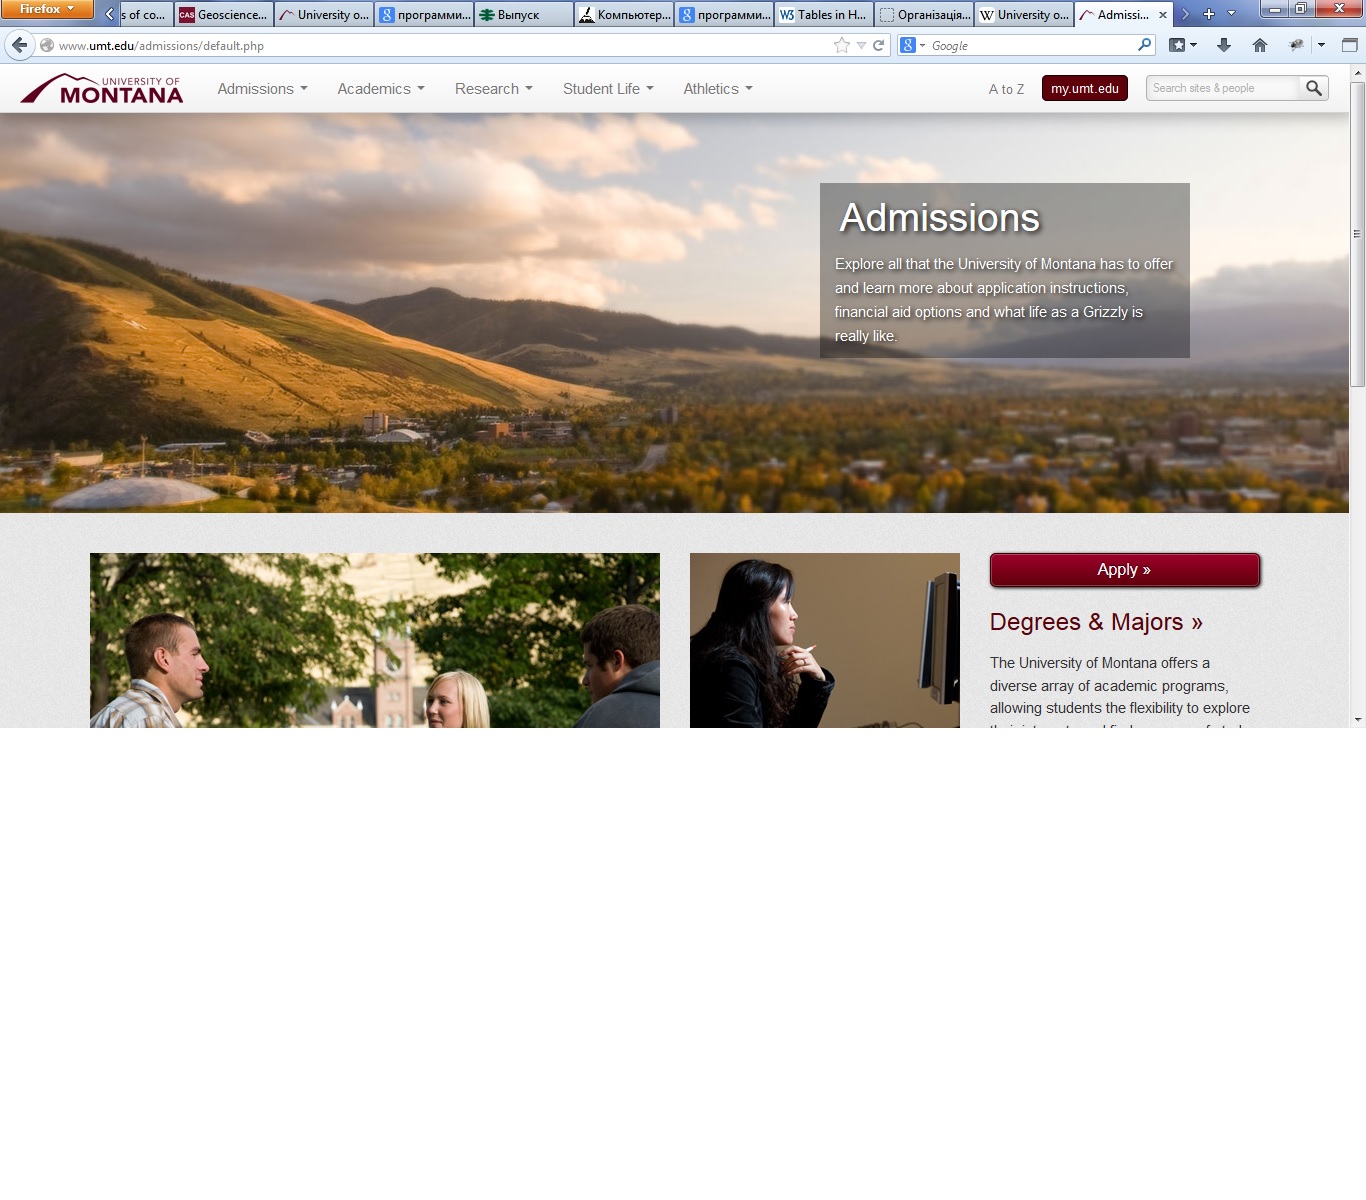 Firefox
s of co...
CAS Geoscience...
University o...
программи...
Выпуск
Компьютер...
программи...
W3 Tables in H...
Організація...
W University o...
Admissi...
www.umt.edu/admissions/default.php
Google
UNIVERSITY OF
MONTANA
Admissions
Academics
Research
Student Life
Athletics
A to Z
my.umt.edu
Search sites & people
Admissions
Explore all that the University of Montana has to offer
and learn more about application instructions,
financial aid options and what life as a Grizzly is
really like.
Apply »
Degrees & Majors »
The University of Montana offers a
diverse array of academic programs,
allowing students the flexibility to explore